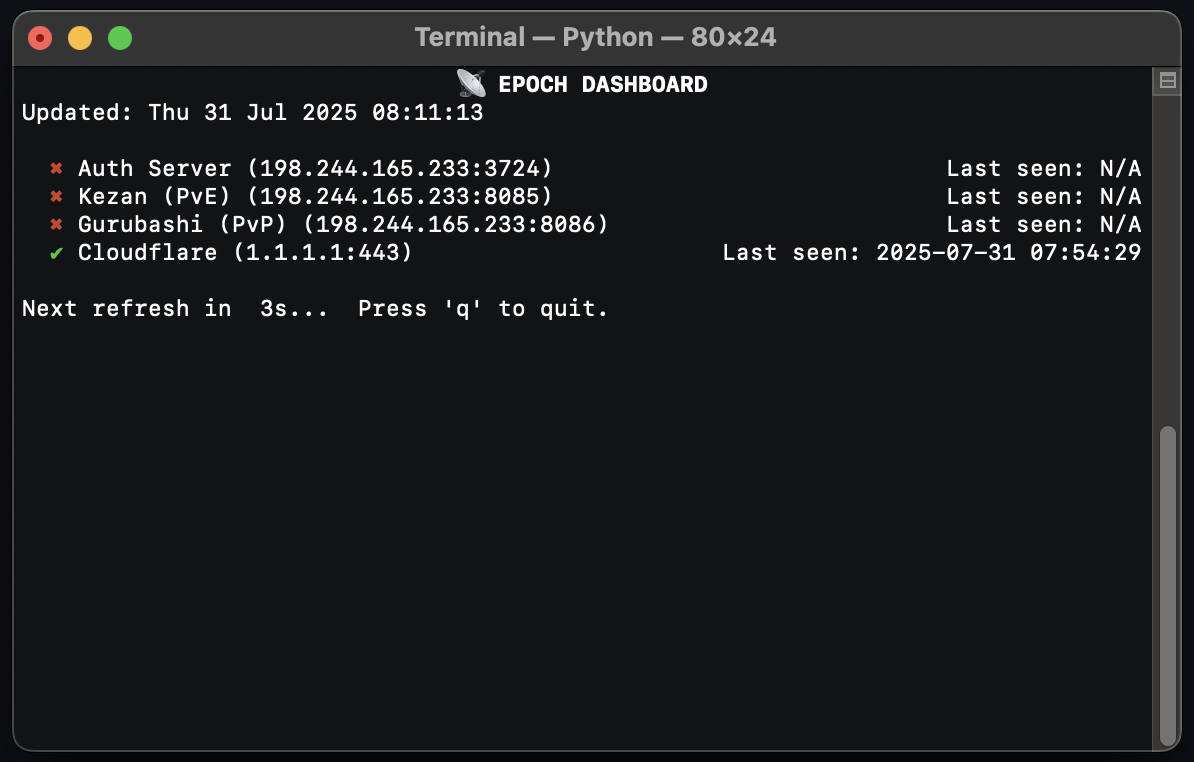 Terminal — Python — 80×24
📡 EPOCH DASHBOARD
Updated: Thu 31 Jul 2025 08:11:13
✖ Auth Server (198.244.165.233:3724) Last seen: N/A
✖ Kezan (PvE) (198.244.165.233:8085) Last seen: N/A
✖ Gurubashi (PvP) (198.244.165.233:8086) Last seen: N/A
✔ Cloudflare (1.1.1.1:443) Last seen: 2025-07-31 07:54:29
Next refresh in  3s...  Press 'q' to quit.